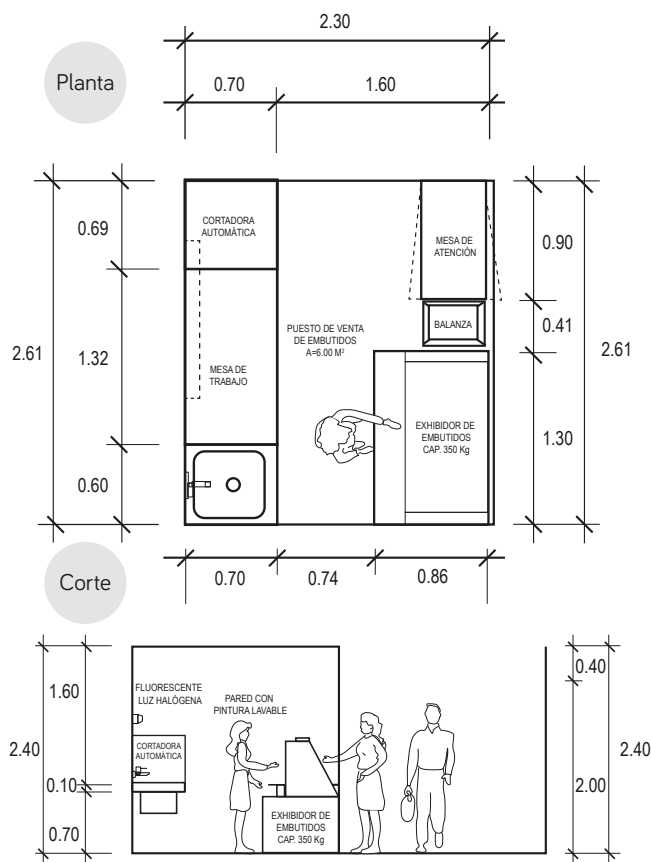 2.30
Planta
0.70
1.60
CORTADORA
AUTOMÁTICA
0.69
MESA DE
ATENCIÓN
0.90
PUESTO DE VENTA
DE EMBUTIDOS
A=6.00 M²
BALANZA
0.41
2.61
1.32
MESA DE
TRABAJO
2.61
EXHIBIDOR DE
EMBUTIDOS
CAP. 350 Kg
1.30
0.60
Corte
0.70
0.74
0.86
0.40
1.60
FLUORESCENTE
LUZ HALÓGENA
PARED CON
PINTURA LAVABLE
2.40
CORTADORA
AUTOMÁTICA
2.40
0.10
2.00
0.70
EXHIBIDOR DE
EMBUTIDOS
CAP. 350 Kg